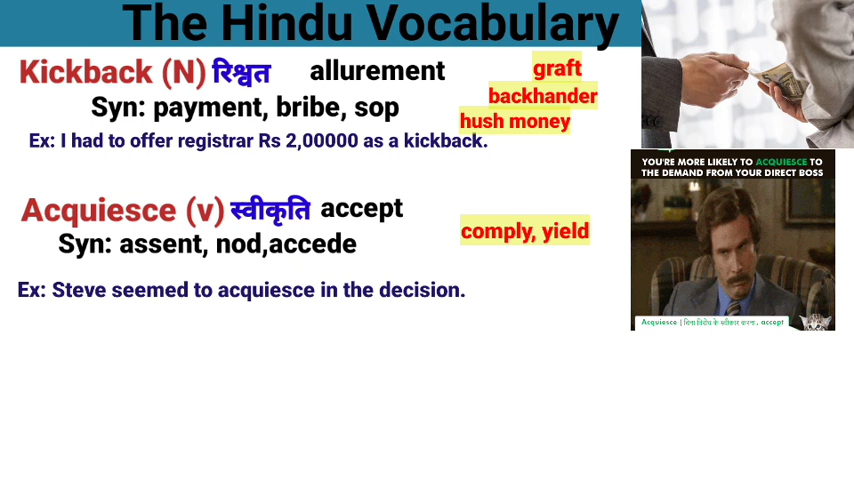 The Hindu Vocabulary
Kickback (N) रिश्वत allurement graft
backhander
Syn: payment, bribe, sop
hush money
Ex: I had to offer registrar Rs 2,00000 as a kickback.
YOU'RE MORE LIKELY TO ACQUIESCE TO
THE DEMAND FROM YOUR DIRECT BOSS
Acquiesce (v) स्वीकृति accept
comply, yield
Syn: assent, nod,accede
Ex: Steve seemed to acquiesce in the decision.
Acquiesce ( बिना विरोध के स्वीकार करना, accept